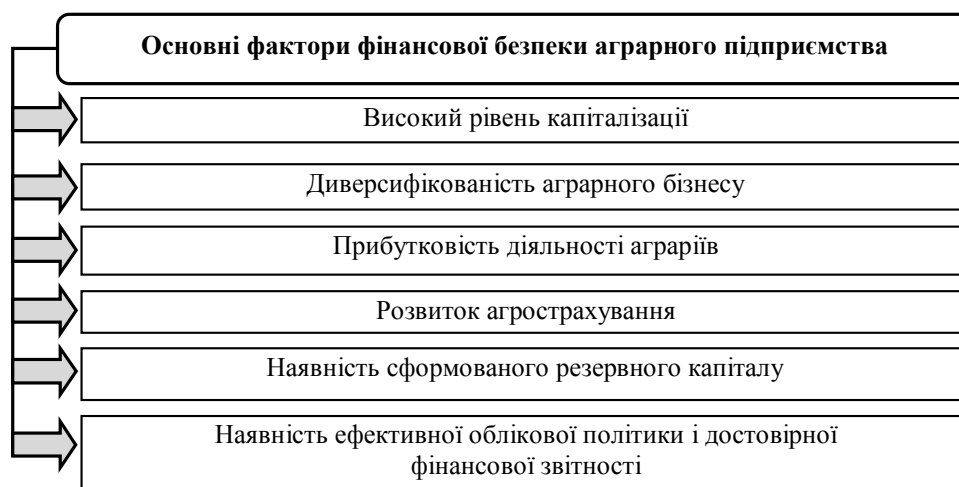 Основні фактори фінансової безпеки аграрного підприємства
Високий рівень капіталізації
Диверсифікованість аграрного бізнесу
Прибутковість діяльності аграріїв
Розвиток агрострахування
Наявність сформованого резервного капіталу
Наявність ефективної облікової політики і достовірної
фінансової звітності